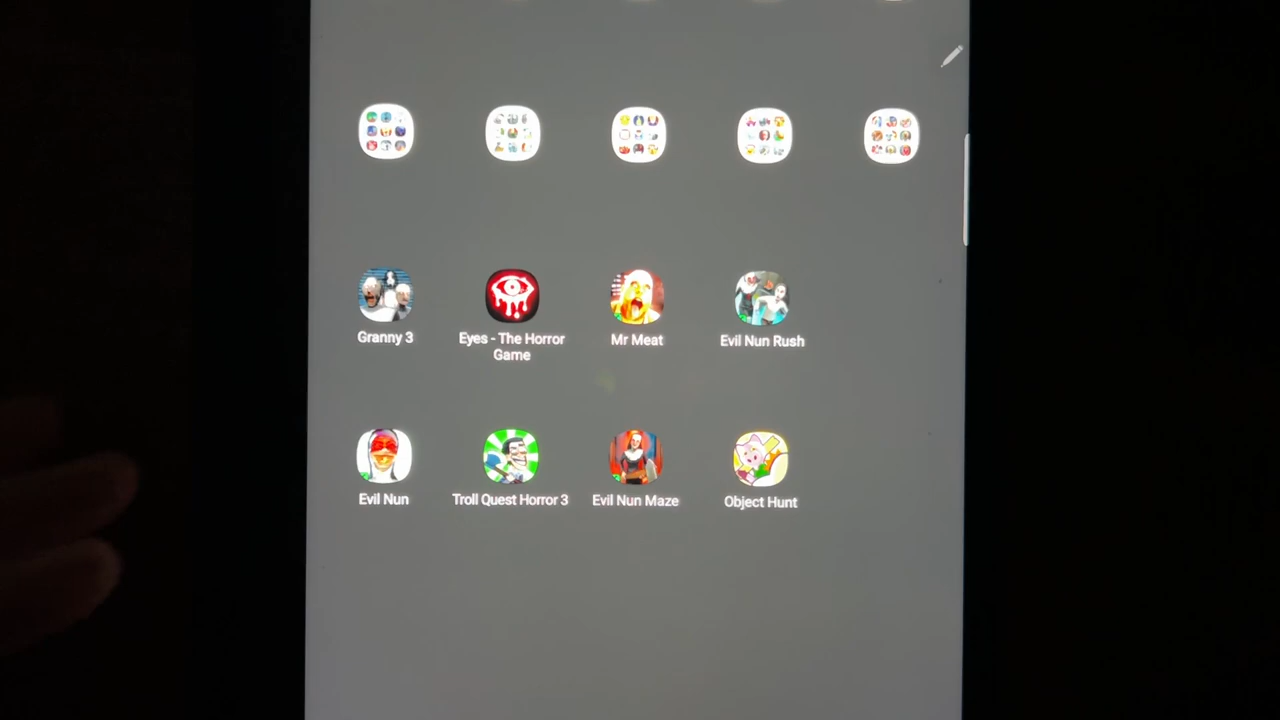 Granny 3
Eyes - The Horror
Game
Mr Meat
Evil Nun Rush
Evil Nun
Troll Quest Horror 3
Evil Nun Maze
Object Hunt